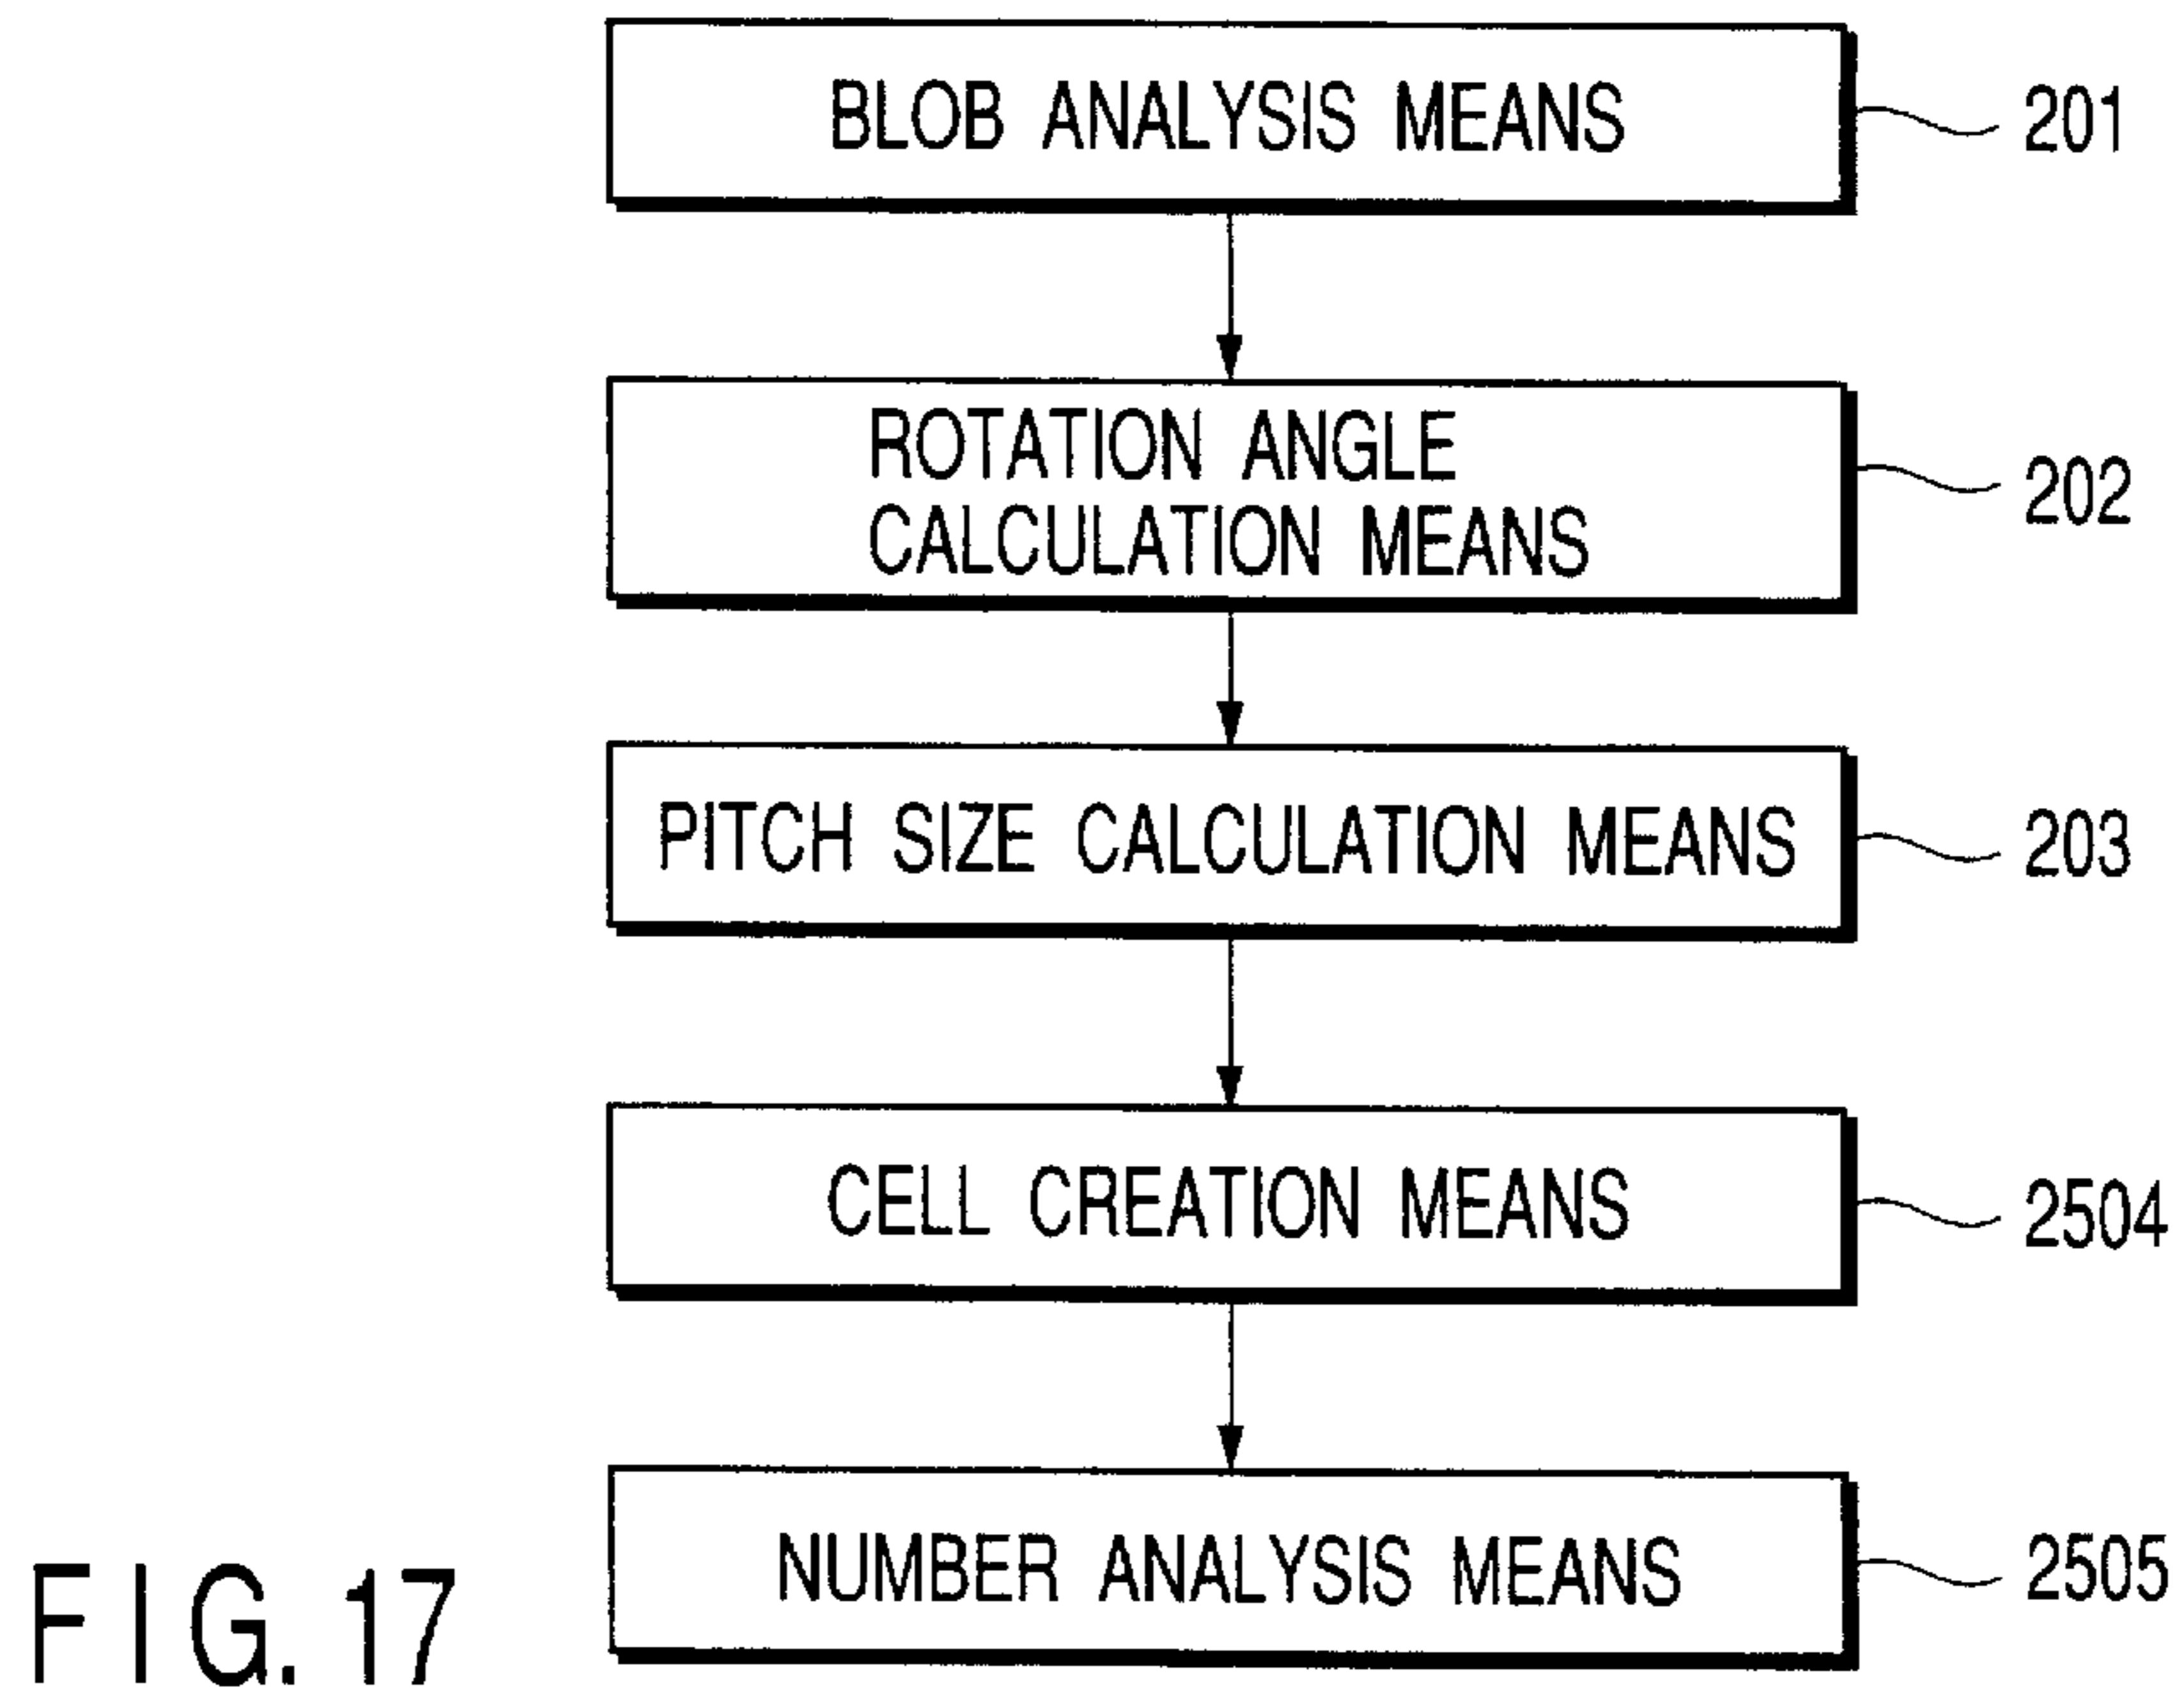 BLOB ANALYSIS MEANS
201
ROTATION ANGLE
CALCULATION MEANS
202
PITCH SIZE CALCULATION MEANS
203
CELL CREATION MEANS
2504
NUMBER ANALYSIS MEANS
2505
FIG.17